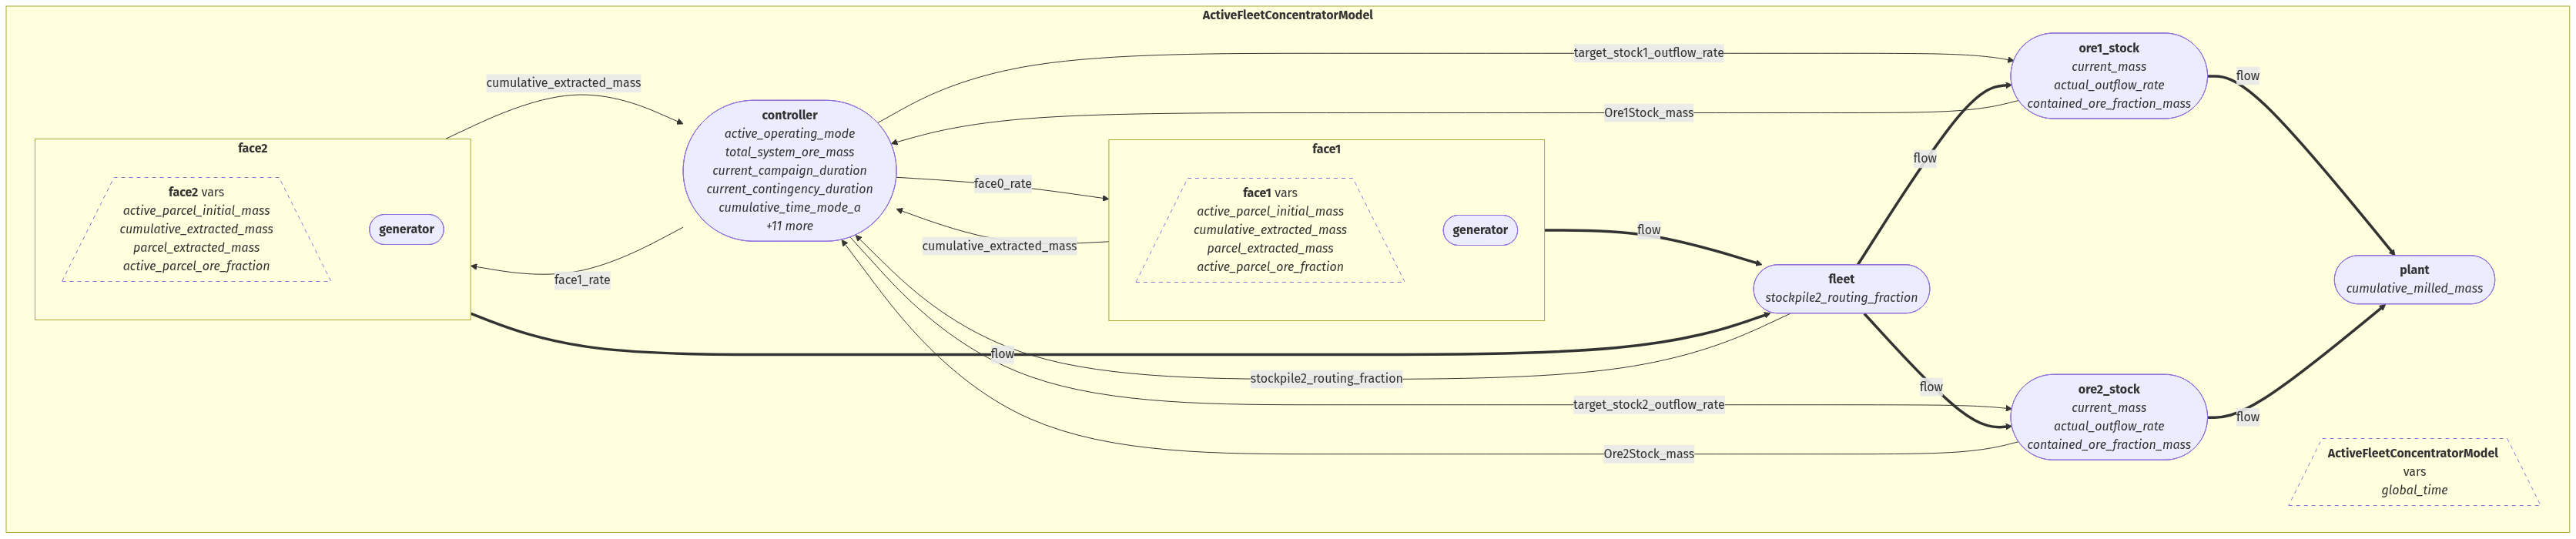 ActiveFleetConcentratorModel
cumulative_extracted_mass
face2
face2 vars
active_parcel_initial_mass
cumulative_extracted_mass
parcel_extracted_mass
active_parcel_ore_fraction
generator
face1_rate
flow
controller
active_operating_mode
total_system_ore_mass
current_campaign_duration
current_contingency_duration
cumulative_time_mode_a
+11 more
face0_rate
cumulative_extracted_mass
face1
face1 vars
active_parcel_initial_mass
cumulative_extracted_mass
parcel_extracted_mass
active_parcel_ore_fraction
generator
flow
target_stock1_outflow_rate
Ore1Stock_mass
stockpile2_routing_fraction
target_stock2_outflow_rate
Ore2Stock_mass
fleet
stockpile2_routing_fraction
flow
flow
ore1_stock
current_mass
actual_outflow_rate
contained_ore_fraction_mass
flow
ore2_stock
current_mass
actual_outflow_rate
contained_ore_fraction_mass
flow
plant
cumulative_milled_mass
ActiveFleetConcentratorModel
vars
global_time